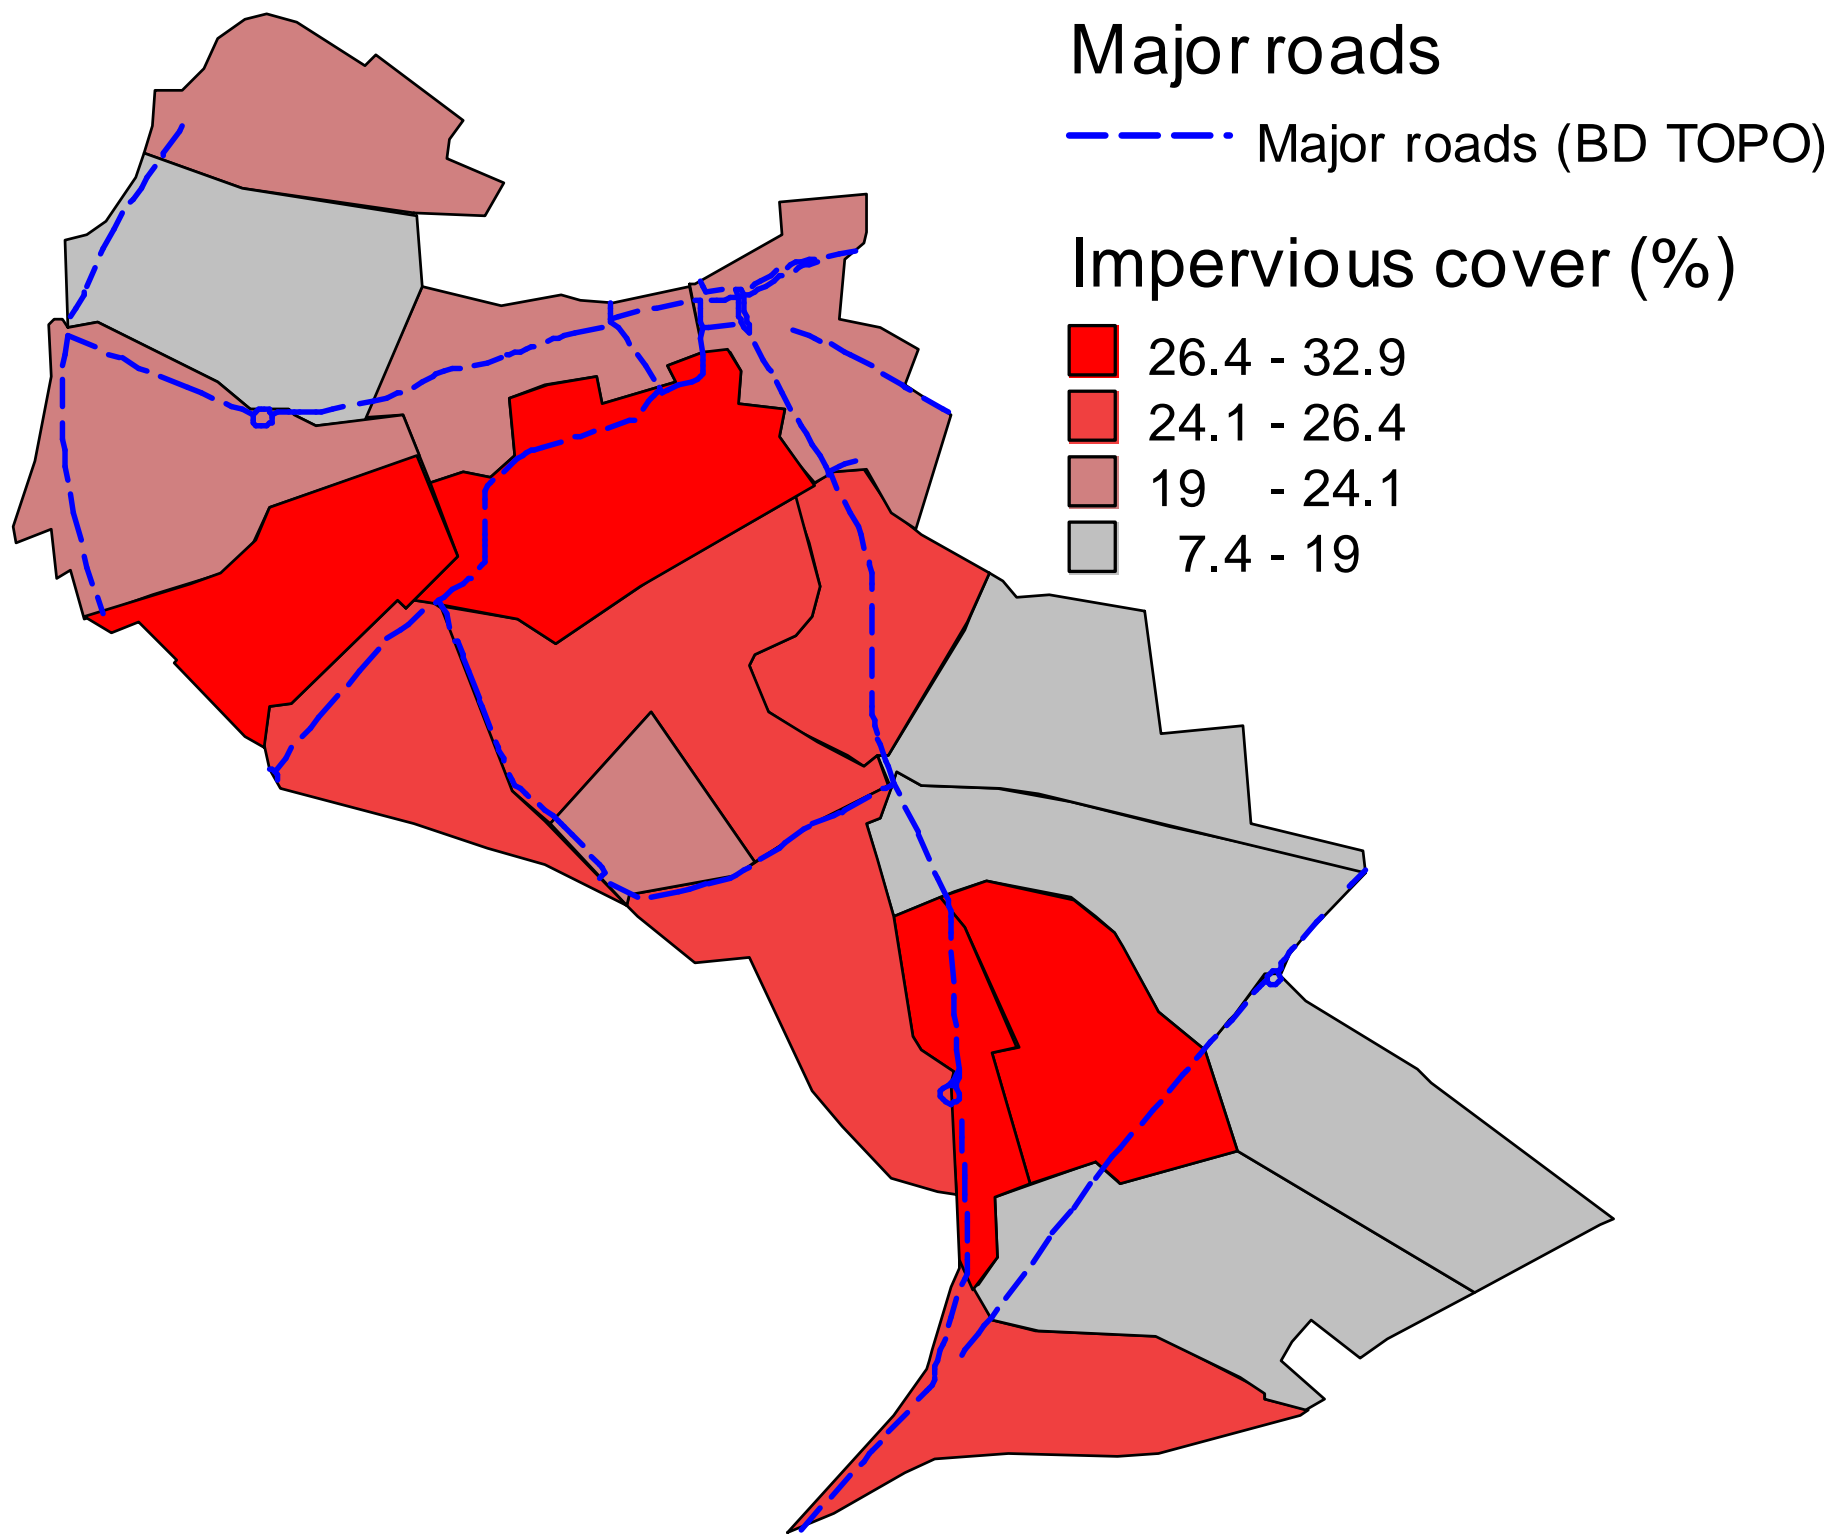 Major roads
Major roads (BD TOPO)
Impervious cover (%)
26.4 - 32.9
24.1 - 26.4
19 - 24.1
7.4 - 19